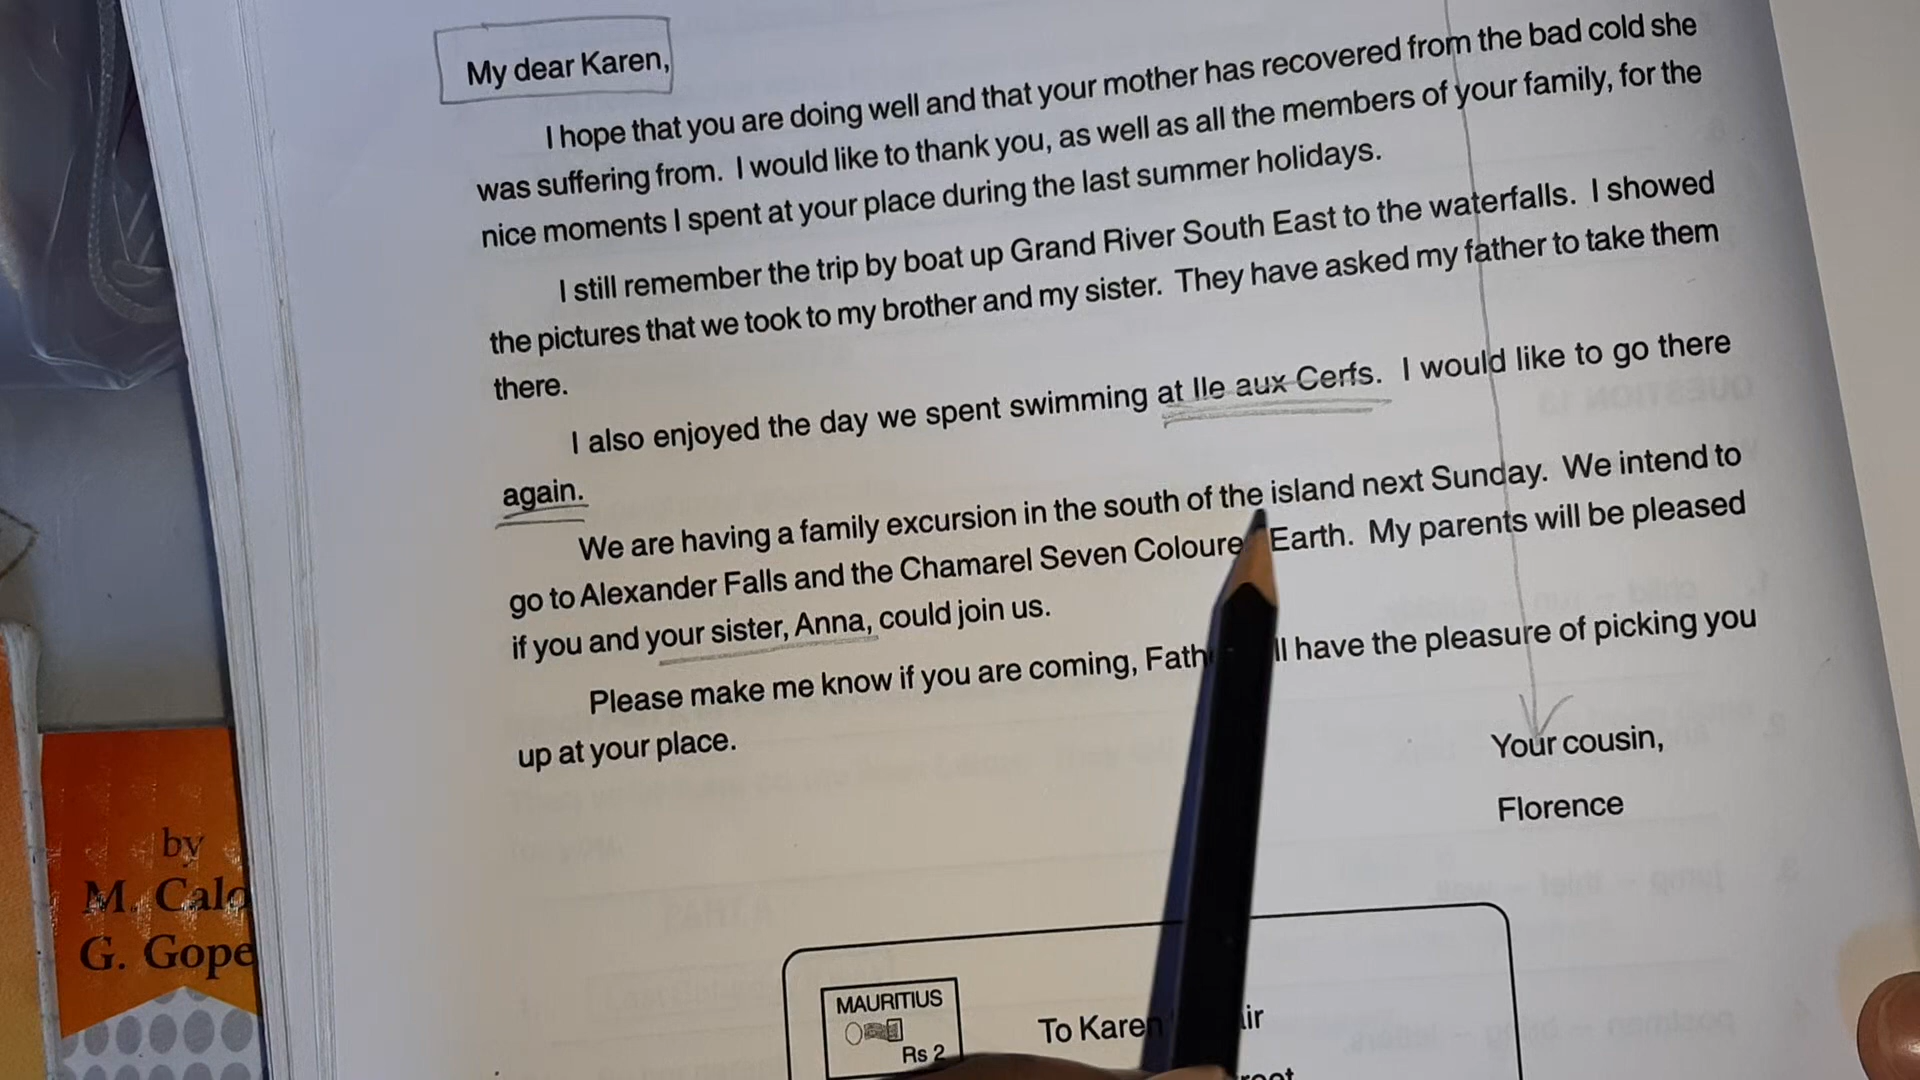 My dear Karen,
I hope that you are doing well and that your mother has recovered from the bad cold she
was suffering from. I would like to thank you, as well as all the members of your family, for the
nice moments I spent at your place during the last summer holidays.
I still remember the trip by boat up Grand River South East to the waterfalls. I showed
the pictures that we took to my brother and my sister. They have asked my father to take them
there.
I also enjoyed the day we spent swimming at Ile aux Cerfs. I would like to go there
again.
We are having a family excursion in the south of the island next Sunday. We intend to
go to Alexander Falls and the Chamarel Seven Coloure Earth. My parents will be pleased
if you and your sister, Anna, could join us.
Please make me know if you are coming, Fath ll have the pleasure of picking you
up at your place.
Your cousin,
Florence
MAURITIUS
Rs 2
To Karen
by
M. Calo
G. Gope